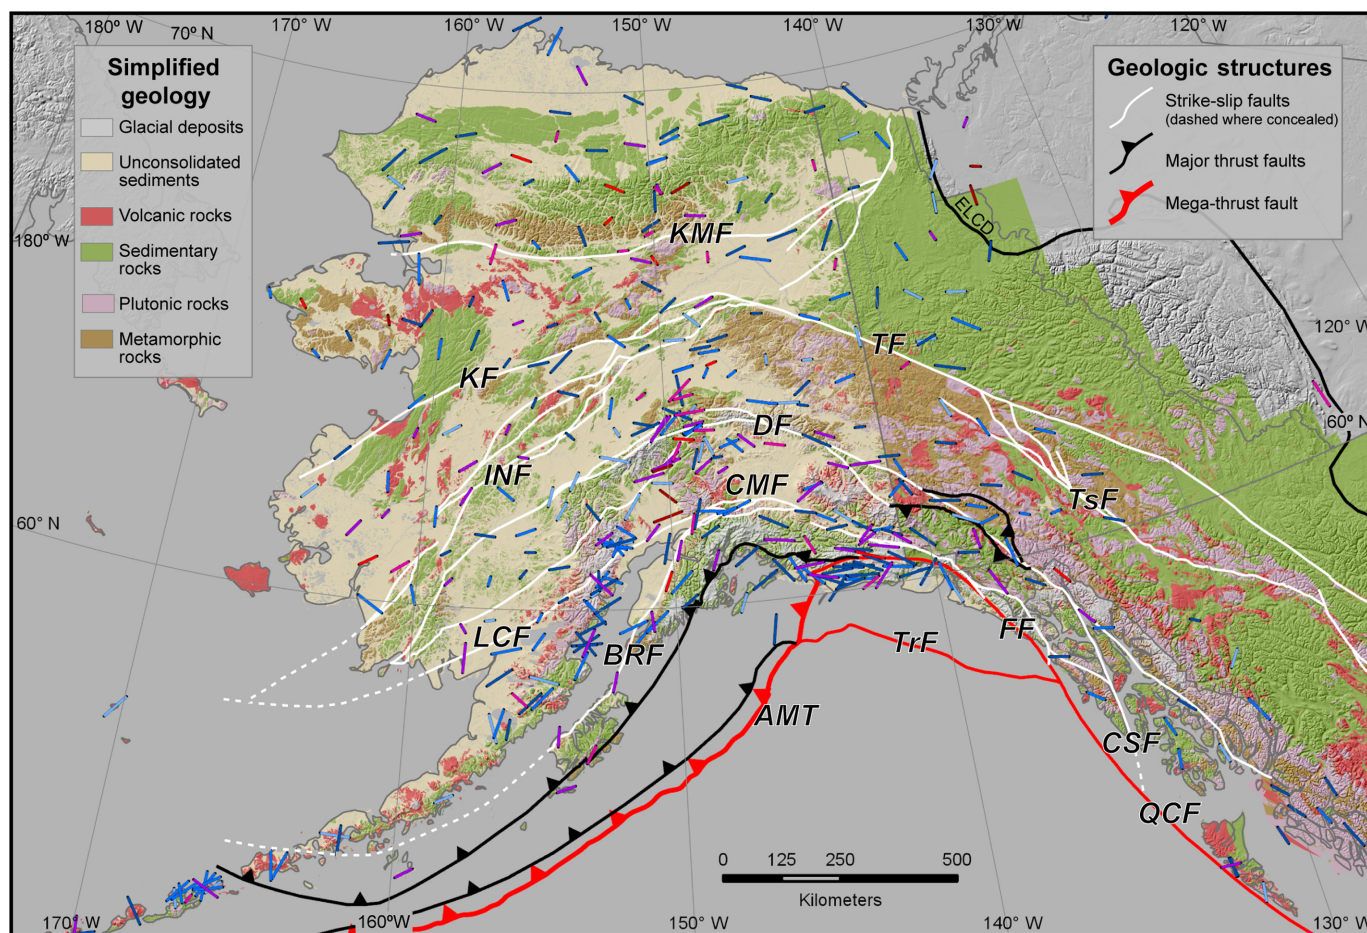 180° W
70° N
170° W
160° W
150° W
140° W
130° W
120° W
Simplified
geology
Glacial deposits
Unconsolidated
sediments
Volcanic rocks
Sedimentary
rocks
Plutonic rocks
Metamorphic
rocks
Geologic structures
Strike-slip faults
(dashed where concealed)
Major thrust faults
Mega-thrust fault
ELCD
180° W
KMF
120° W
TF
KF
60° N
DF
INF
CMF
TsF
60° N
LCF
BRF
FF
TrF
AMT
CSF
QCF
0
125
250
500
Kilometers
170° W
160°W
150° W
140° W
130° W